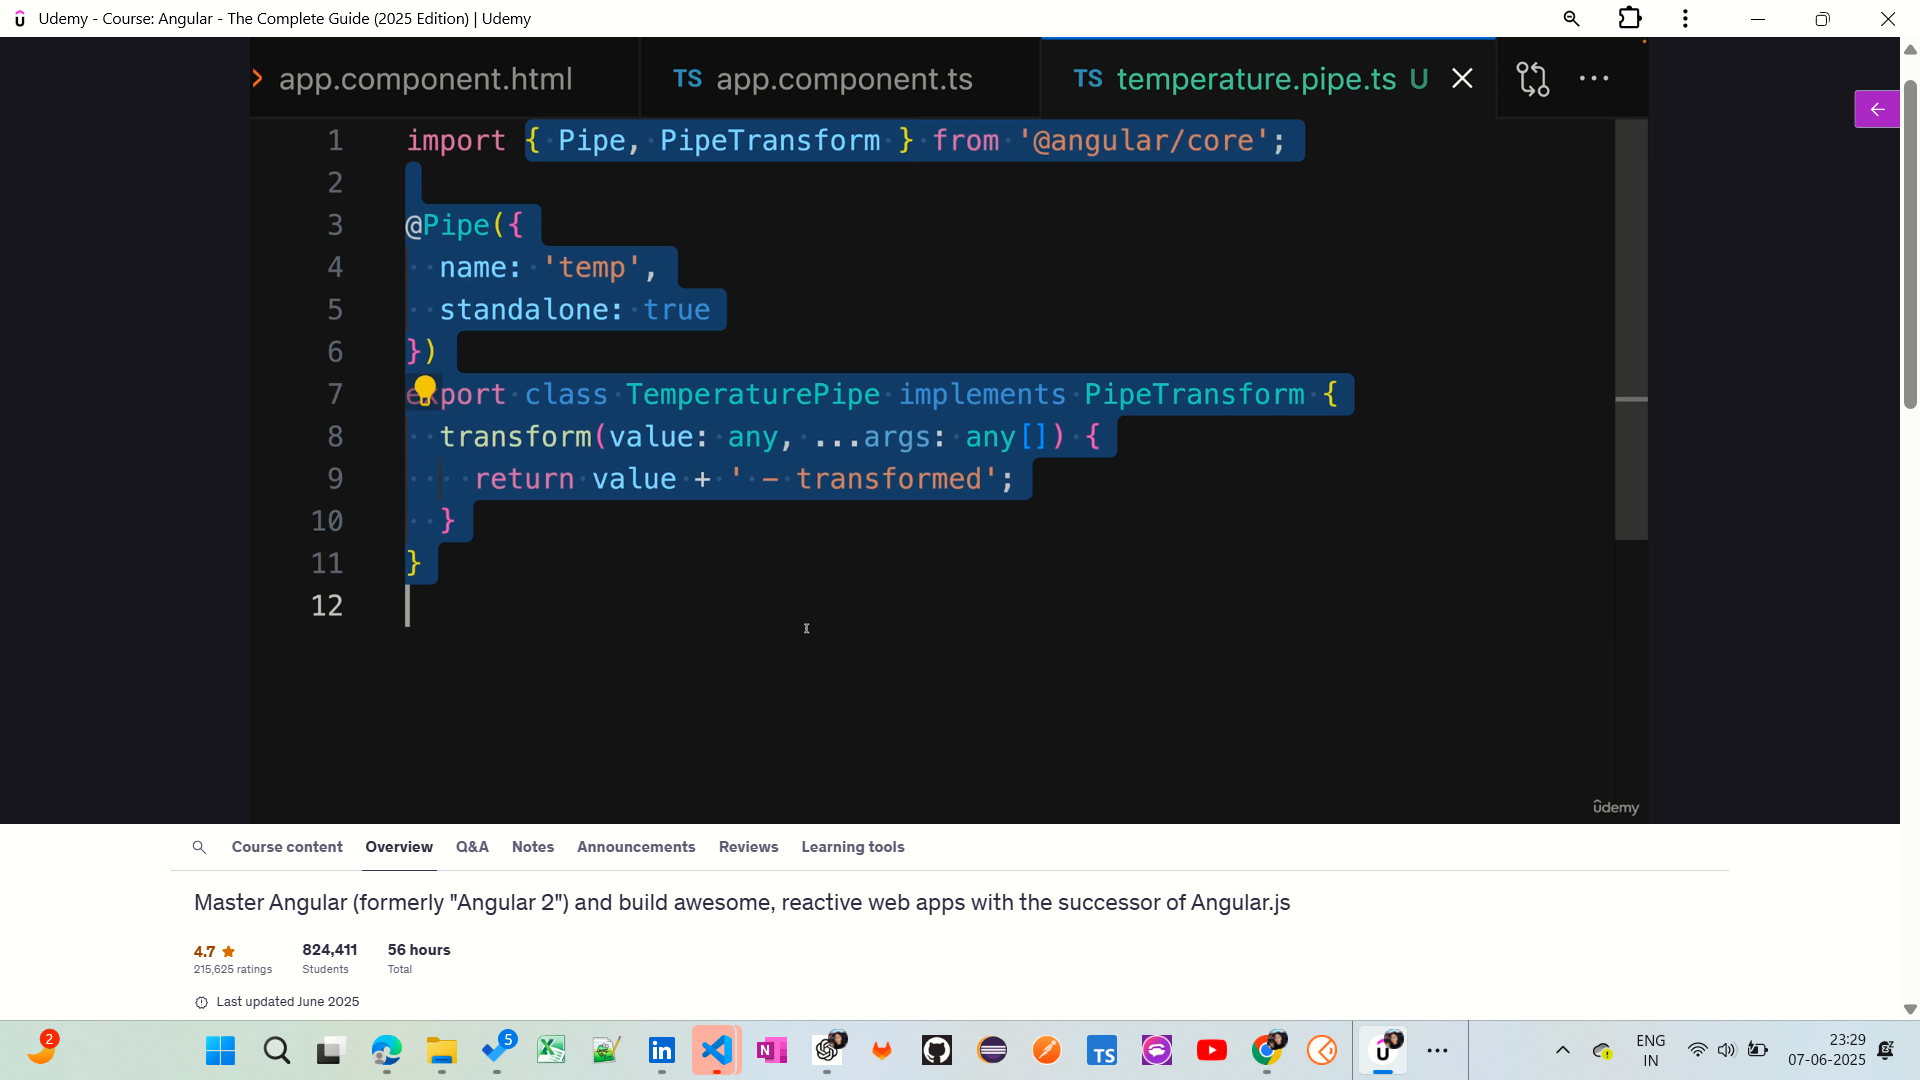 Udemy - Course: Angular - The Complete Guide (2025 Edition) | Udemy
app.component.html TS app.component.ts TS temperature.pipe.ts U
1 import { Pipe, PipeTransform } from '@angular/core';
2
3 @Pipe({
4 name: 'temp',
5 standalone: true
6 })
7 export class TemperaturePipe implements PipeTransform {
8 transform(value: any, ...args: any[]) {
9 return value + ' - transformed';
10 }
11 }
12
ûdemy
Course content Overview Q&A Notes Announcements Reviews Learning tools
Master Angular (formerly "Angular 2") and build awesome, reactive web apps with the successor of Angular.js
4.7 824,411 56 hours
215,625 ratings Students Total
Last updated June 2025
2 5 in N TS ENG 23:29
IN 07-06-2025